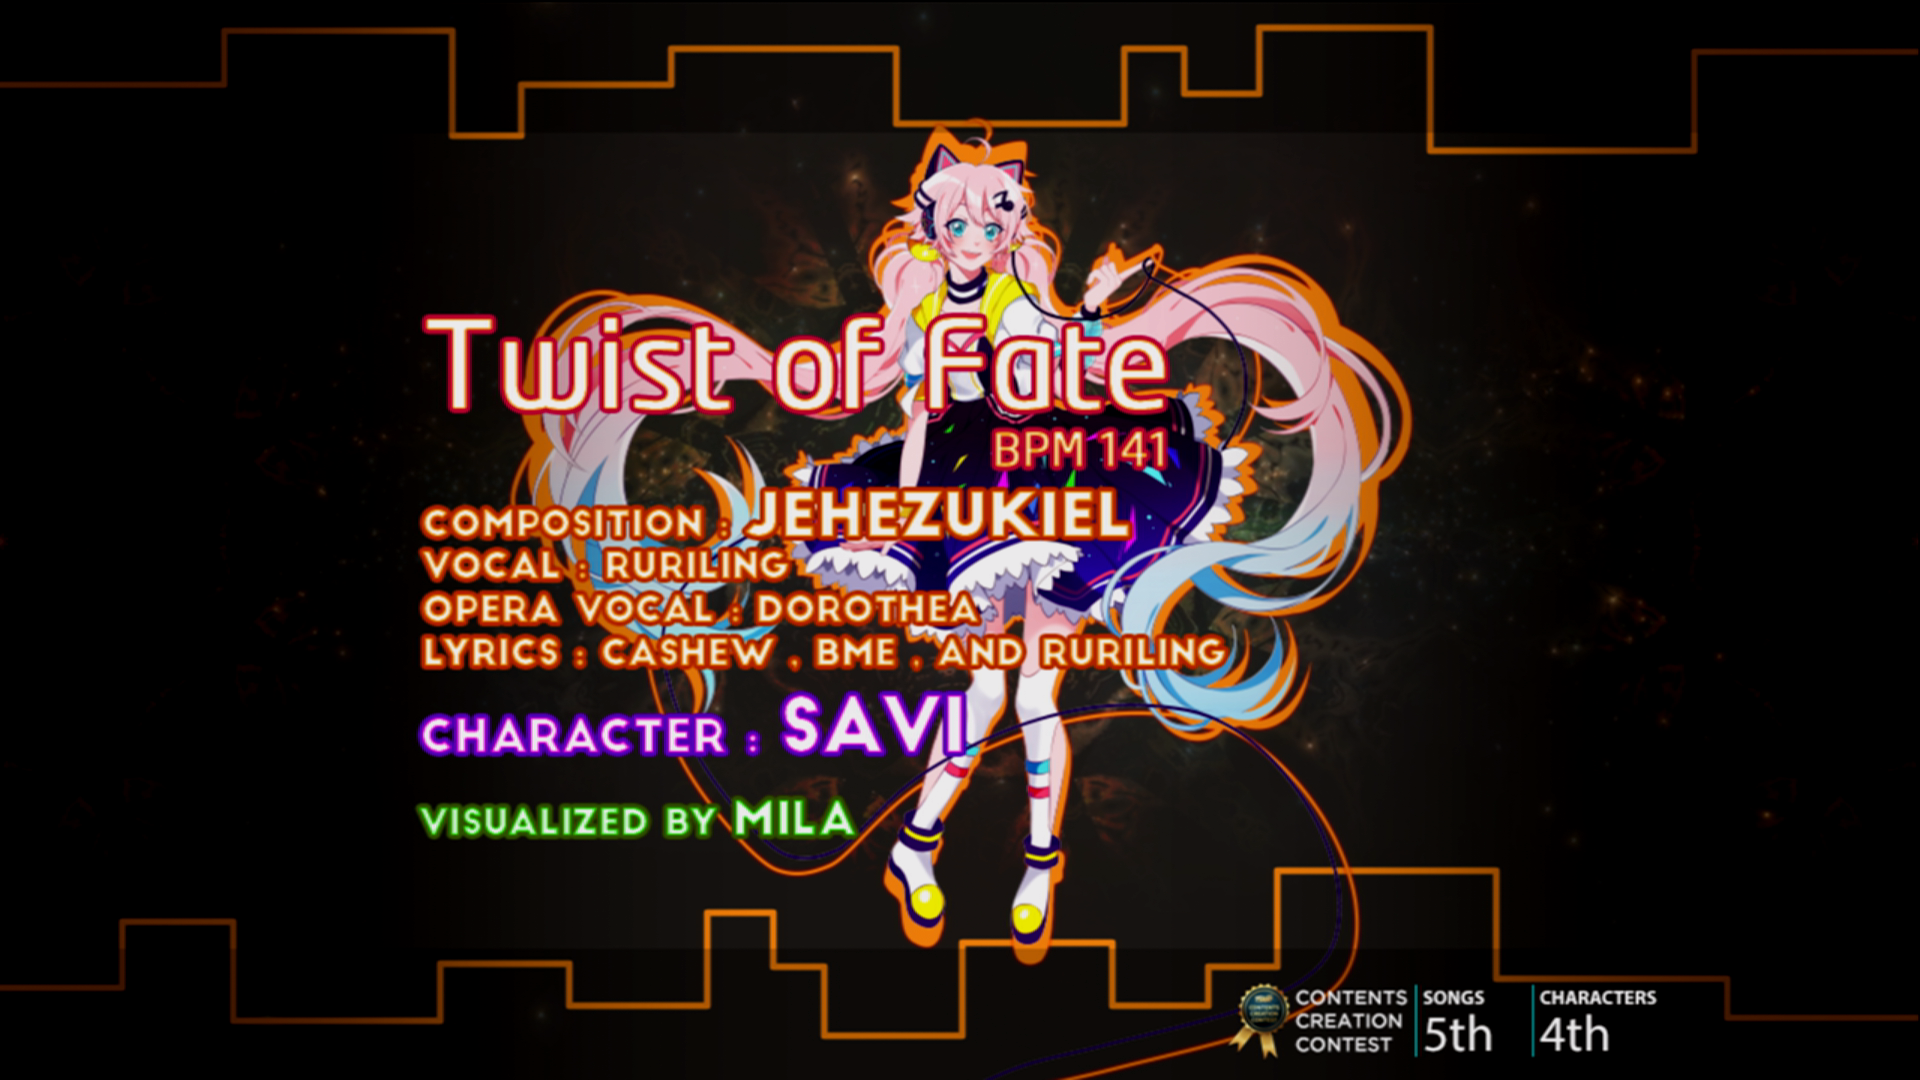 Twist of Fate
BPM 141
COMPOSITION : JEHEZUKIEL
VOCAL : RURILING
OPERA VOCAL : DOROTHEA
LYRICS : CASHEW , BME , AND RURILING
CHARACTER : SAVI
VISUALIZED BY MILA
CONTENTS
CREATION
CONTEST
SONGS
5th
CHARACTERS
4th